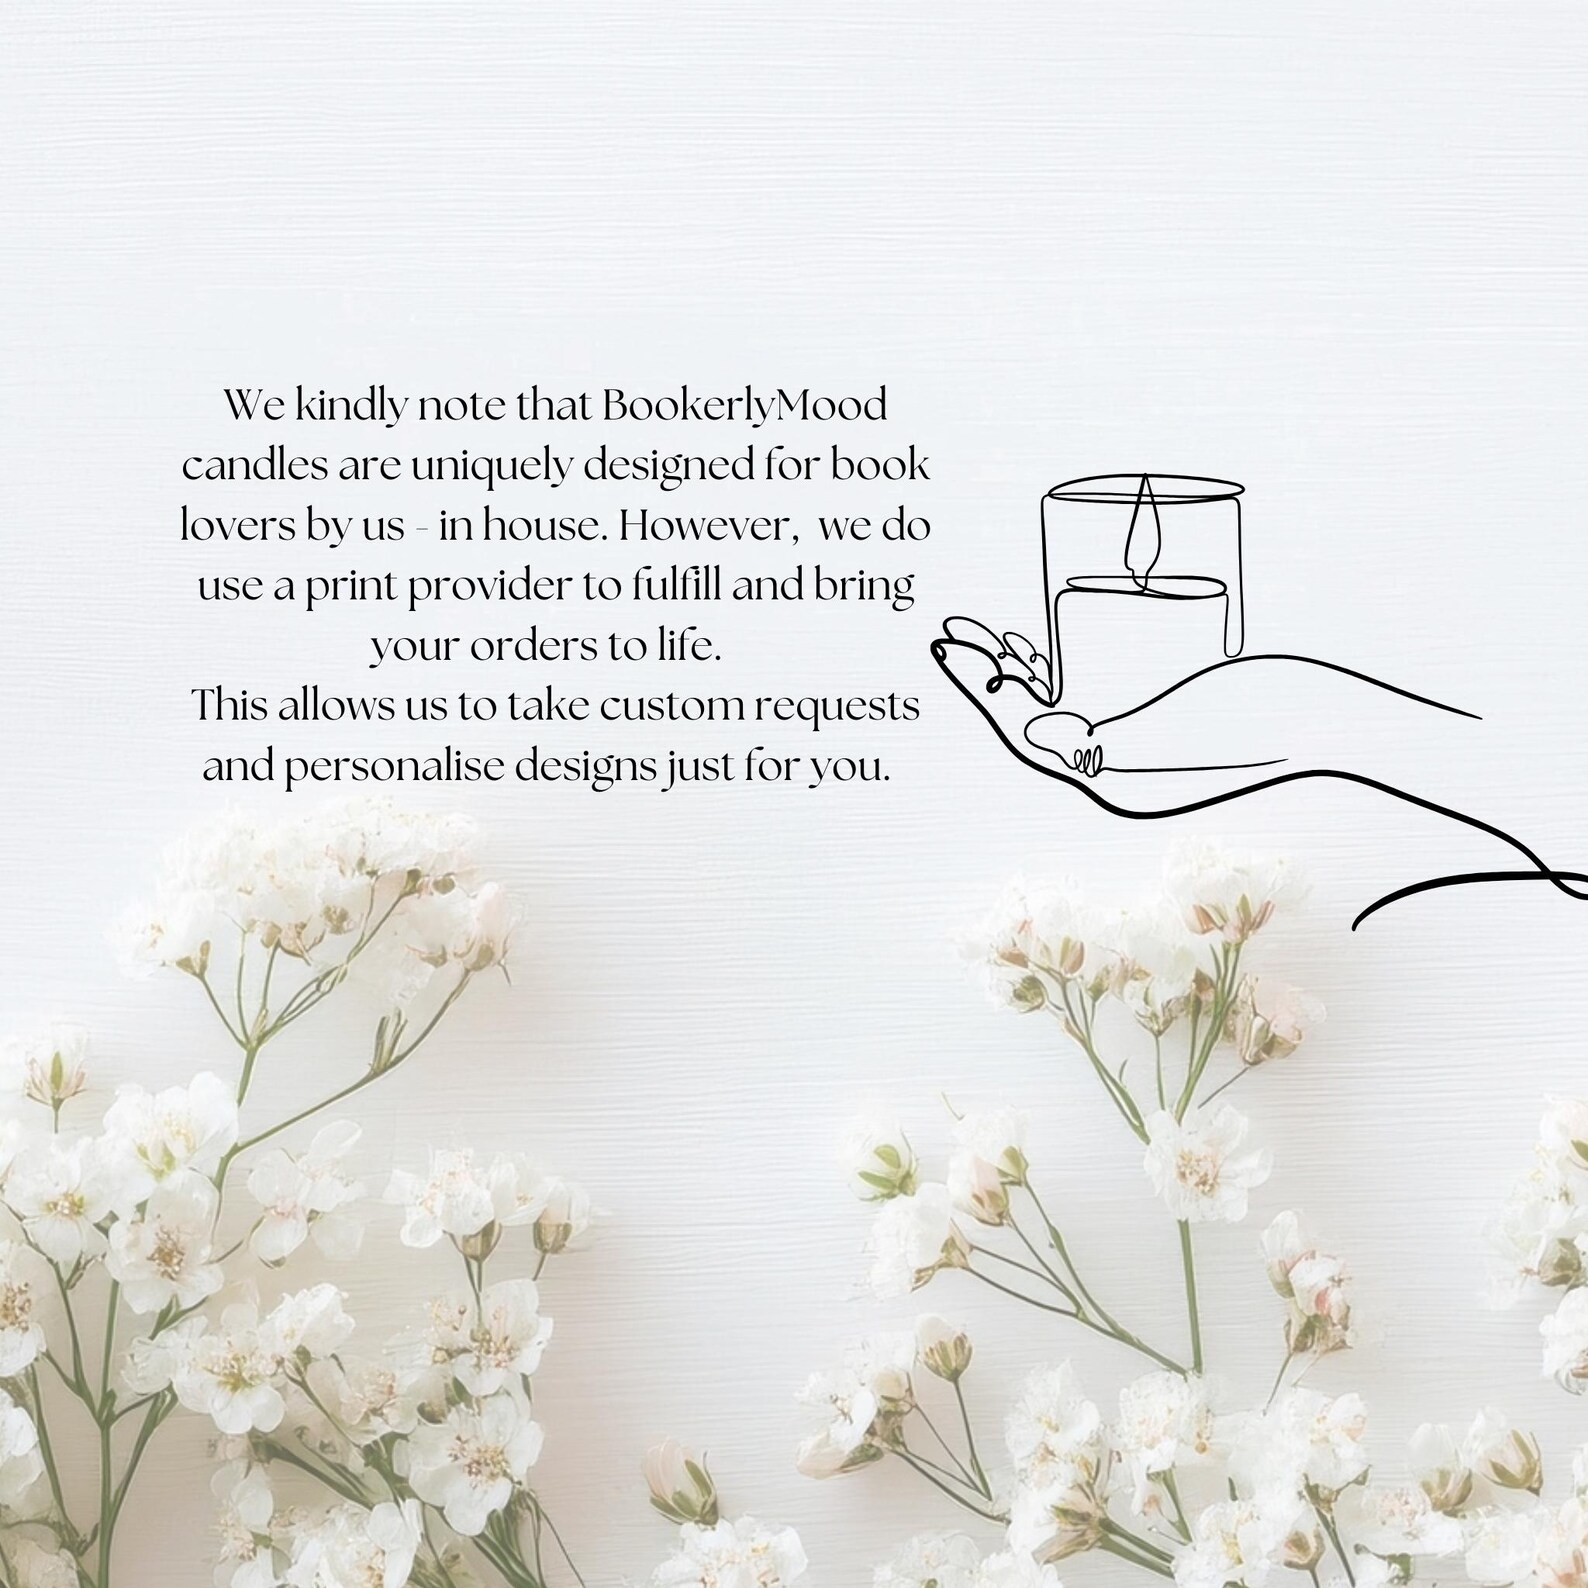 We kindly note that BookerlyMood
candles are uniquely designed for book
lovers by us - in house. However, we do
use a print provider to fulfill and bring
your orders to life.
This allows us to take custom requests
and personalise designs just for you.